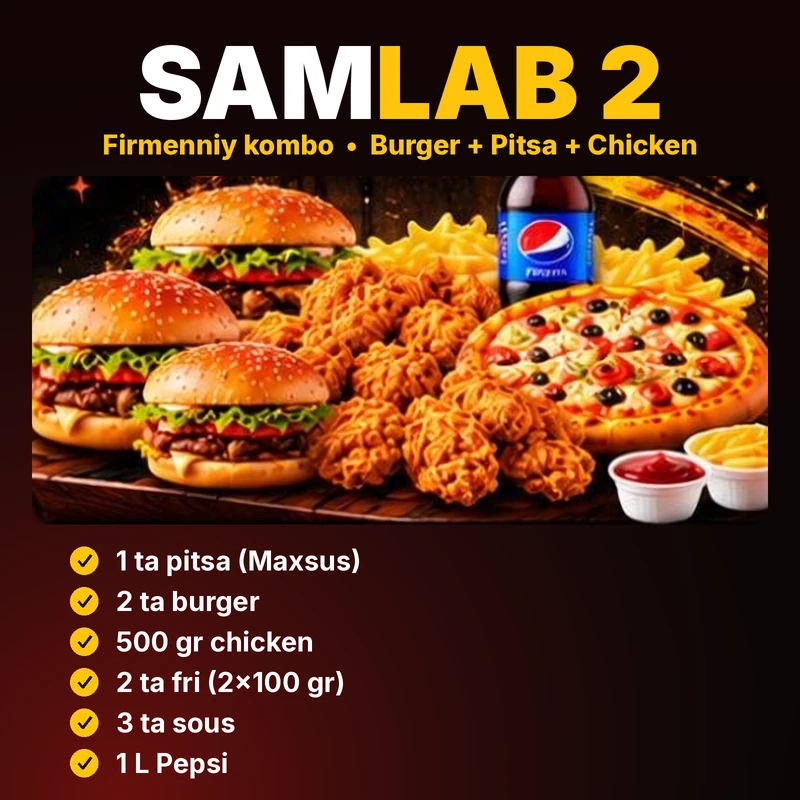 SAMLAB 2
Firmenniy kombo • Burger + Pitsa + Chicken
1 ta pitsa (Maxsus)
2 ta burger
500 gr chicken
2 ta fri (2×100 gr)
3 ta sous
1 L Pepsi